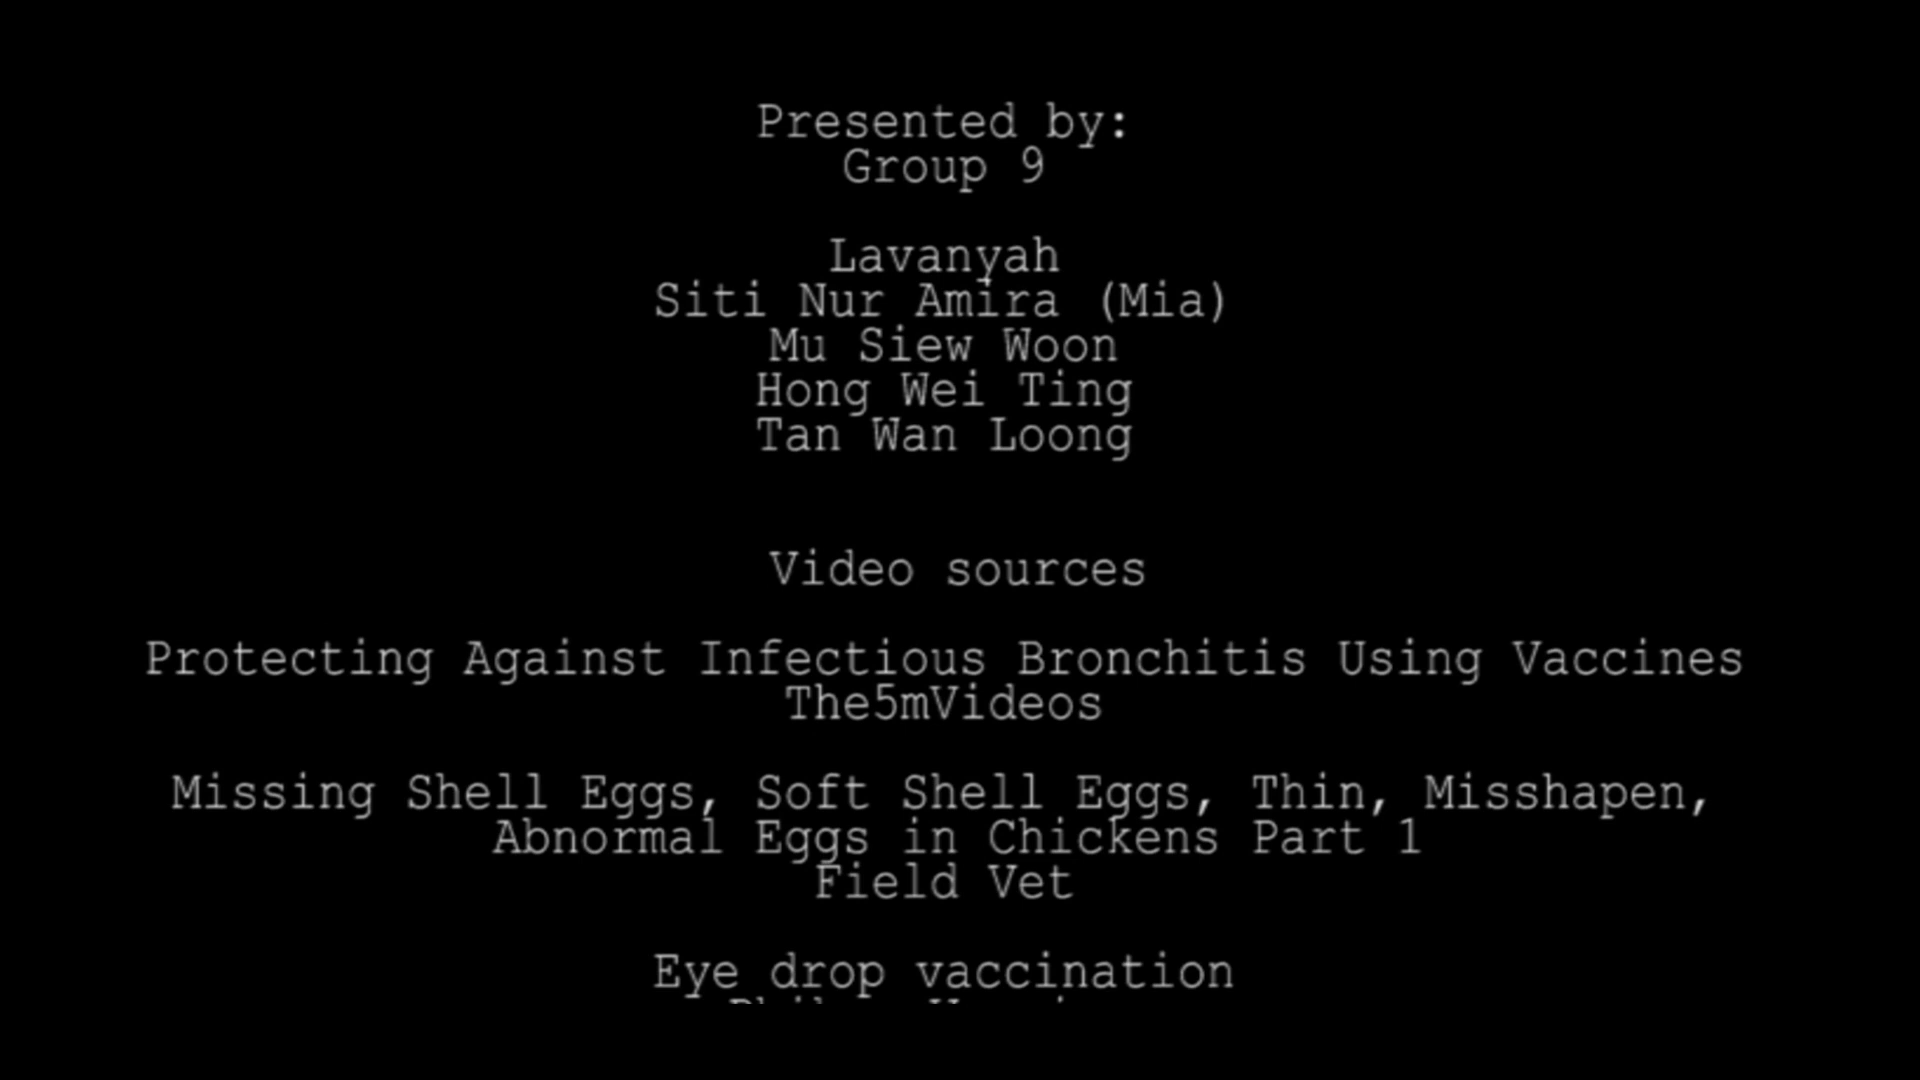 Presented by:
Group 9
Lavanyah
Siti Nur Amira (Mia)
Mu Siew Woon
Hong Wei Ting
Tan Wan Loong
Video sources
Protecting Against Infectious Bronchitis Using Vaccines
The5mVideos
Missing Shell Eggs, Soft Shell Eggs, Thin, Misshapen,
Abnormal Eggs in Chickens Part 1
Field Vet
Eye drop vaccination